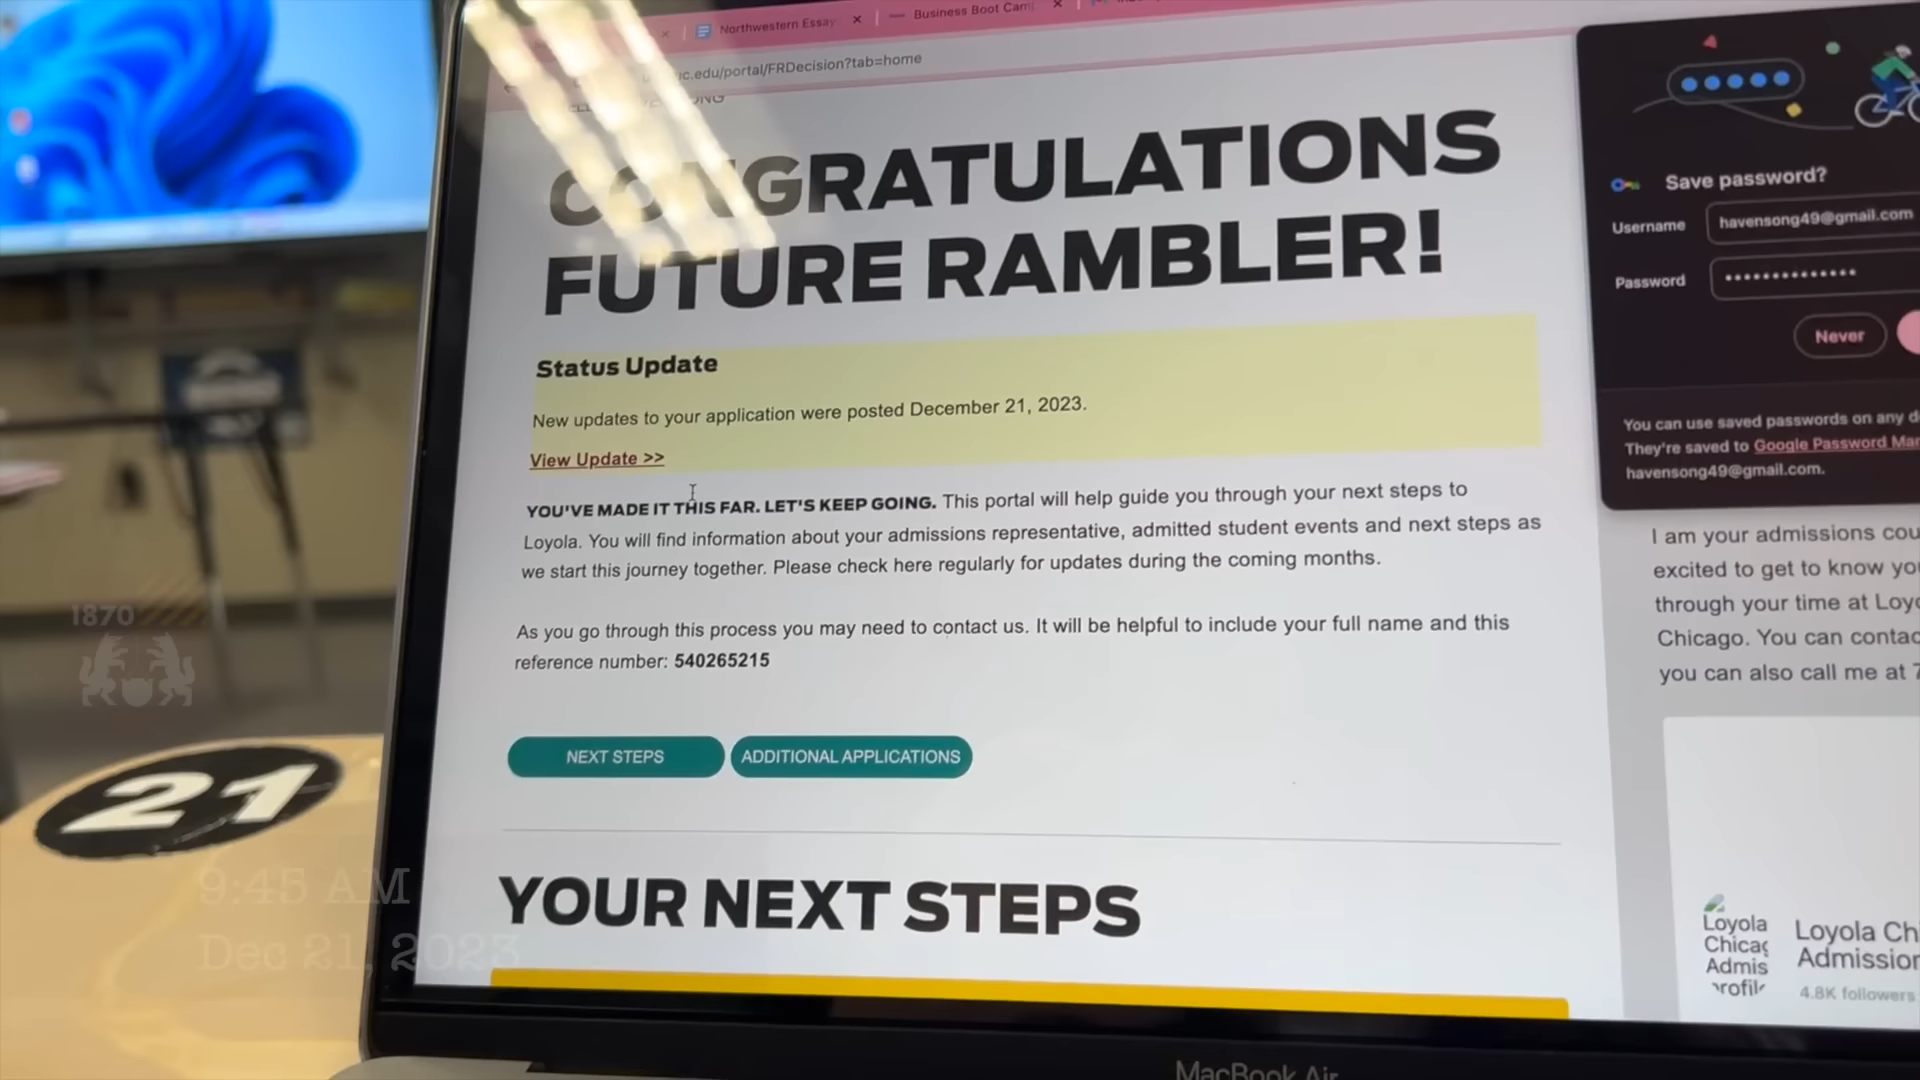 Northwestern Essay
Business Boot Cam
uc.edu/portal/FRDecision?tab=home
CONGRATULATIONS
FUTURE RAMBLER!
Status Update
New updates to your application were posted December 21, 2023.
View Update >>
YOU'VE MADE IT THIS FAR. LET'S KEEP GOING. This portal will help guide you through your next steps to
Loyola. You will find information about your admissions representative, admitted student events and next steps as
we start this journey together. Please check here regularly for updates during the coming months.
As you go through this process you may need to contact us. It will be helpful to include your full name and this
reference number: 540265215
NEXT STEPS
ADDITIONAL APPLICATIONS
YOUR NEXT STEPS
Save password?
Username
havensong49@gmail.com
Password
••••••••••••••
Never
You can use saved passwords on any d
They're saved to Google Password Mar
havensong49@gmail.com.
I am your admissions cou
excited to get to know you
through your time at Loyo
Chicago. You can contac
you can also call me at 7
Loyola
Chicag
Admis
profil
Loyola Ch
Admission
4.8K followers
MacBook Air
1870
21
9:45 AM
Dec 21, 2023